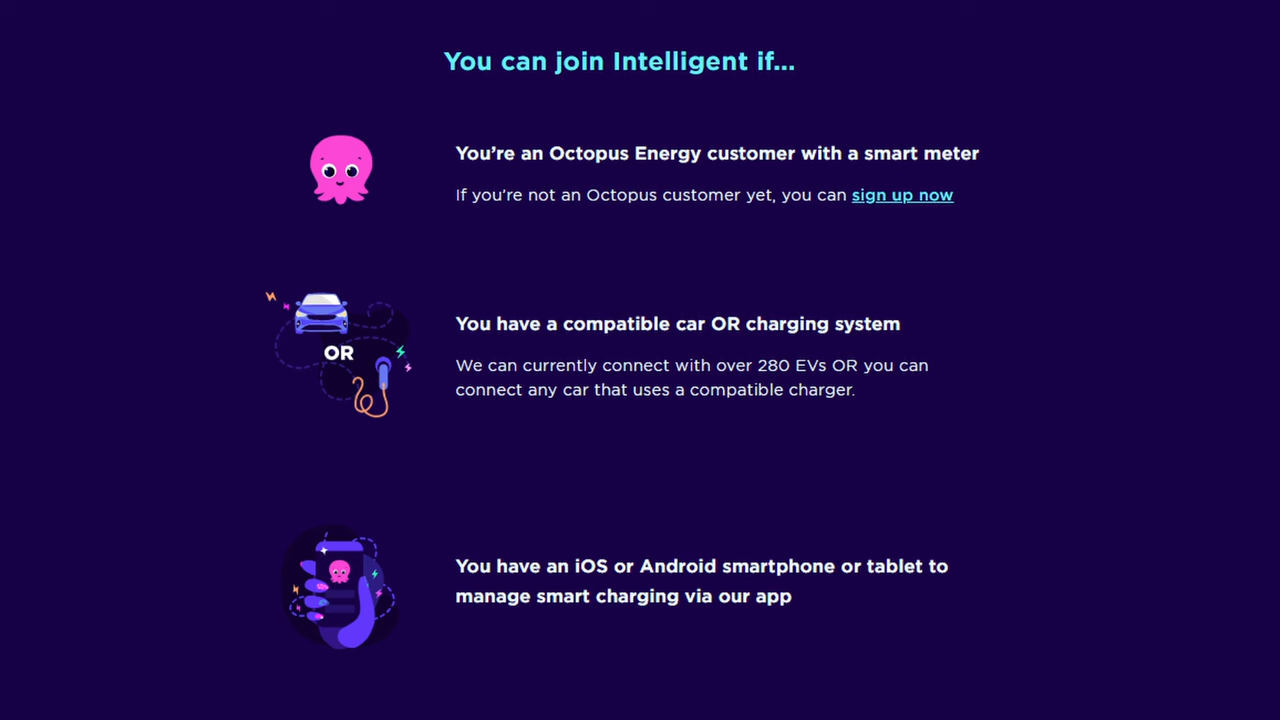 You can join Intelligent if...
You’re an Octopus Energy customer with a smart meter
If you’re not an Octopus customer yet, you can sign up now
OR
You have a compatible car OR charging system
We can currently connect with over 280 EVs OR you can
connect any car that uses a compatible charger.
You have an iOS or Android smartphone or tablet to
manage smart charging via our app